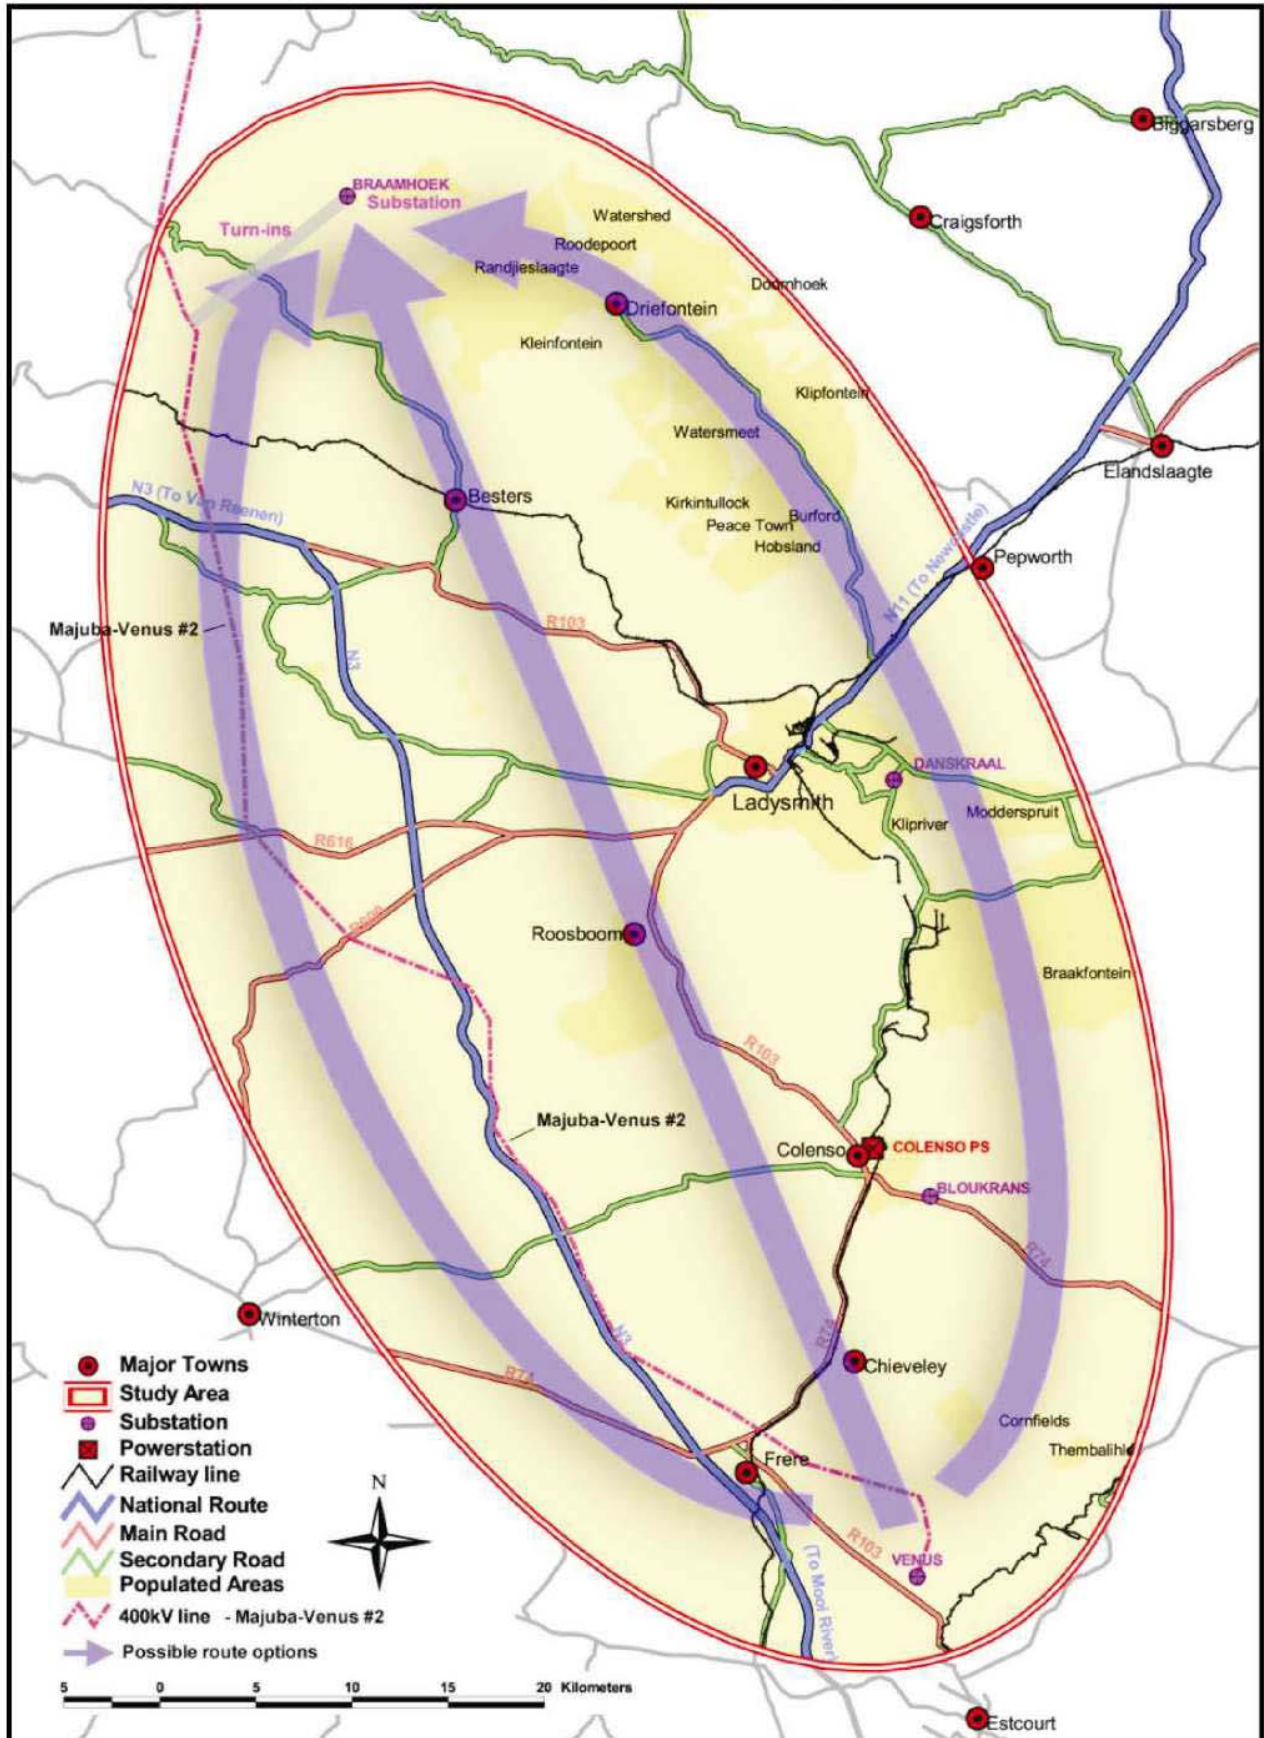 Biggarsberg
BRAAMHOEK
Substation
Turn-ins
Watershed
Craigsforth
Roodepoort
Randjieslaagte
Doornhoek
Driefontein
Kleinfontein
Klipfontein
Watersmeet
Elandslaagte
N3 (To Van Reenen)
Besters
Kirkintullock
Peace Town
Burford
Hobsland
N11 (To Newcastle)
Pepworth
Majuba-Venus #2
R103
N3
DANSKRAAL
Ladysmith
Modderspruit
Klipriver
R616
R600
Roosboom
Braakfontein
R103
Majuba-Venus #2
Colenso
COLENSO PS
BLOUKRANS
R74
Winterton
N3
R74
Chieveley
R74
Cornfields
Thembalihle
Frere
R103
VENUS
(To Mooi River)
Estcourt
Major Towns
Study Area
Substation
Powerstation
Railway line
National Route
Main Road
Secondary Road
Populated Areas
400kV line - Majuba-Venus #2
Possible route options
N
5 0 5 10 15 20 Kilometers